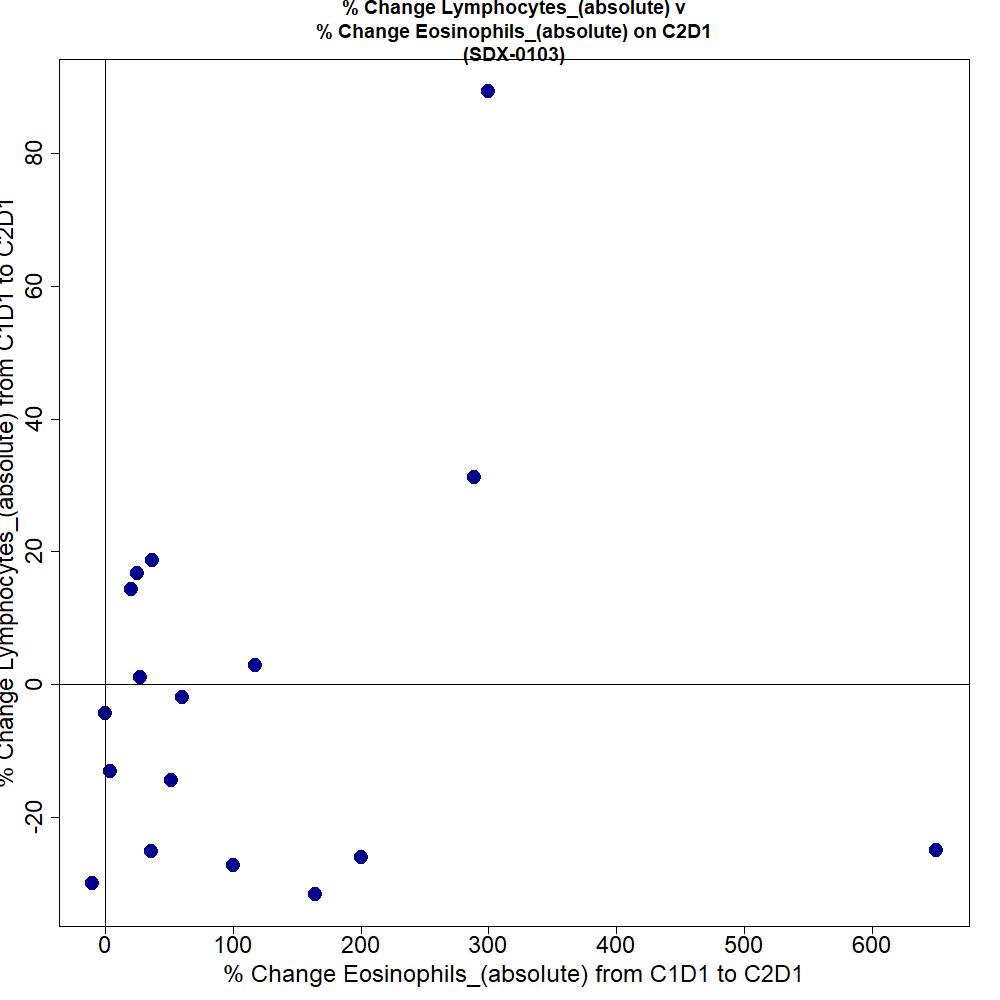 % Change Lymphocytes_(absolute) v
% Change Eosinophils_(absolute) on C2D1
(SDX-0103)
% Change Lymphocytes_(absolute) from C1D1 to C2D1
80
60
40
20
0
-20
0 100 200 300 400 500 600
% Change Eosinophils_(absolute) from C1D1 to C2D1